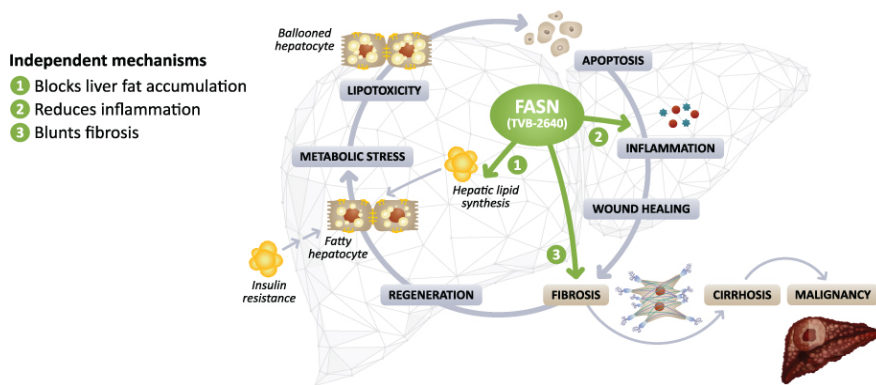 Independent mechanisms
1 Blocks liver fat accumulation
2 Reduces inflammation
3 Blunts fibrosis
Ballooned
hepatocyte
APOPTOSIS
LIPOTOXICITY
FASN
(TVB-2640)
2
INFLAMMATION
METABOLIC STRESS
1
Hepatic lipid
synthesis
WOUND HEALING
Fatty
hepatocyte
3
Insulin
resistance
REGENERATION
FIBROSIS
CIRRHOSIS
MALIGNANCY